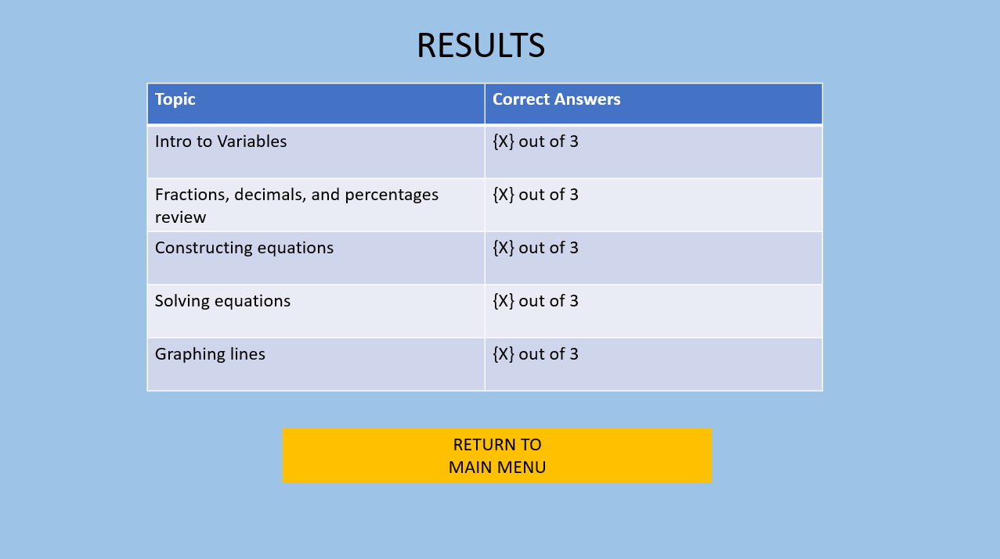 RESULTS
Topic Correct Answers
Intro to Variables {X} out of 3
Fractions, decimals, and percentages {X} out of 3
review
Constructing equations {X} out of 3
Solving equations {X} out of 3
Graphing lines {X} out of 3
RETURN TO
MAIN MENU